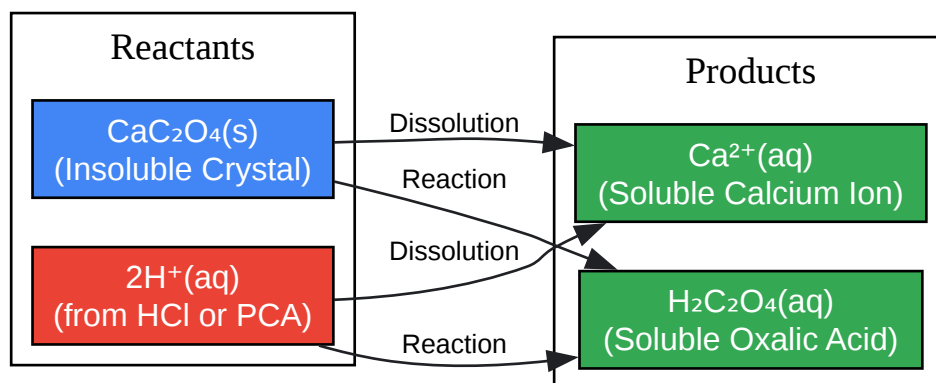 Reactants
CaC₂O₄(s)
(Insoluble Crystal)
2H⁺(aq)
(from HCl or PCA)
Dissolution
Reaction
Dissolution
Reaction
Products
Ca²⁺(aq)
(Soluble Calcium Ion)
H₂C₂O₄(aq)
(Soluble Oxalic Acid)